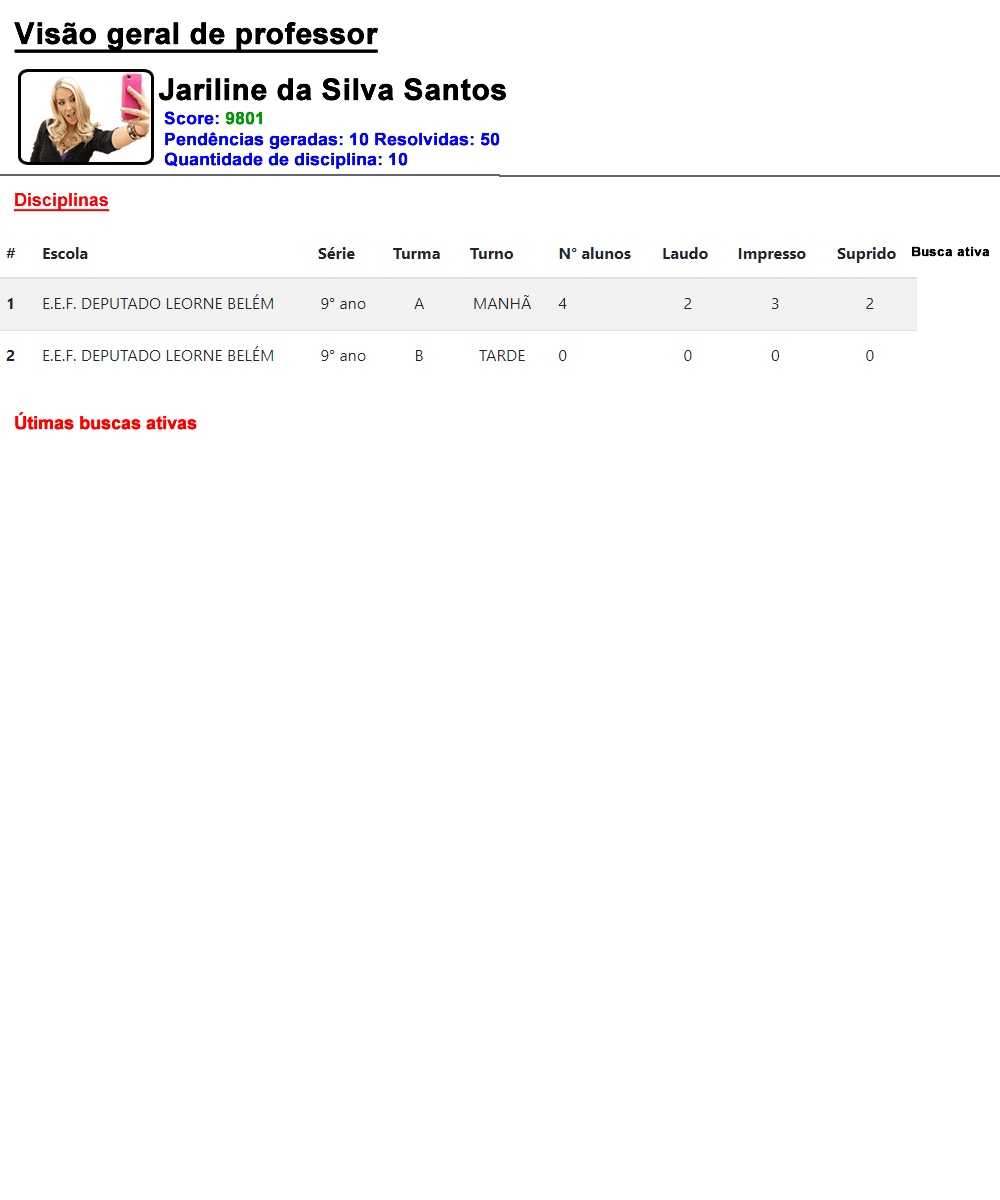 Visão geral de professor
Jariline da Silva Santos
Score: 9801
Pendências geradas: 10 Resolvidas: 50
Quantidade de disciplina: 10
Disciplinas
# Escola Série Turma Turno N° alunos Laudo Impresso Suprido Busca ativa
1 E.E.F. DEPUTADO LEORNE BELÉM 9° ano A MANHÃ 4 2 3 2
2 E.E.F. DEPUTADO LEORNE BELÉM 9° ano B TARDE 0 0 0 0
Útimas buscas ativas